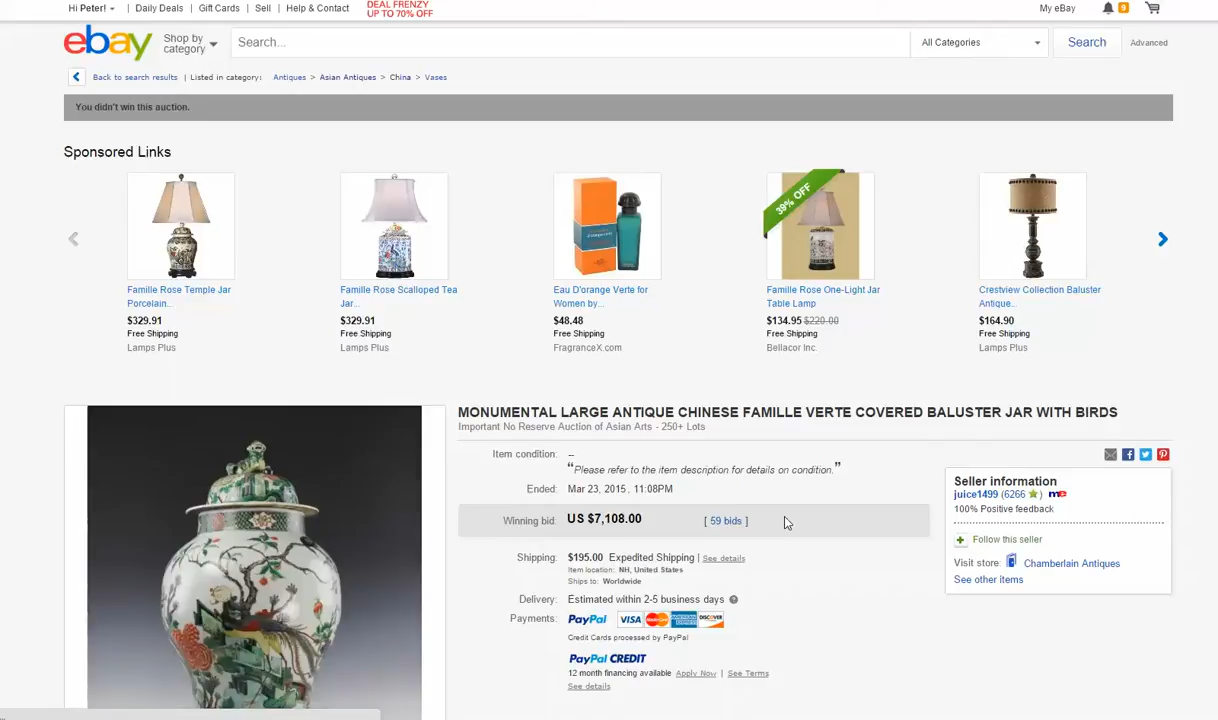 Hi Peter! | Daily Deals | Gift Cards | Sell | Help & Contact
DEAL FRENZY
UP TO 70% OFF
My eBay
9
ebay
Shop by
category
Search...
All Categories
Search
Advanced
Back to search results | Listed in category: Antiques > Asian Antiques > China > Vases
You didn't win this auction.
Sponsored Links
39% OFF
Famille Rose Temple Jar
Porcelain...
$329.91
Free Shipping
Lamps Plus
Famille Rose Scalloped Tea
Jar...
$329.91
Free Shipping
Lamps Plus
Eau D'orange Verte for
Women by...
$48.48
Free Shipping
FragranceX.com
Famille Rose One-Light Jar
Table Lamp
$134.95 $220.00
Free Shipping
Bellacor Inc.
Crestview Collection Baluster
Antique...
$164.90
Free Shipping
Lamps Plus
MONUMENTAL LARGE ANTIQUE CHINESE FAMILLE VERTE COVERED BALUSTER JAR WITH BIRDS
Important No Reserve Auction of Asian Arts - 250+ Lots
Item condition: --
"Please refer to the item description for details on condition."
Ended: Mar 23, 2015 , 11:08PM
Winning bid: US $7,108.00 [ 59 bids ]
Shipping: $195.00 Expedited Shipping | See details
Item location: NH, United States
Ships to: Worldwide
Delivery: Estimated within 2-5 business days
Payments: PayPal VISA MasterCard AMERICAN EXPRESS DISCOVER
Credit Cards processed by PayPal
PayPal CREDIT
12 month financing available Apply Now | See Terms
See details
Seller information
juice1499 (6266 ) me
100% Positive feedback
Follow this seller
Visit store: Chamberlain Antiques
See other items